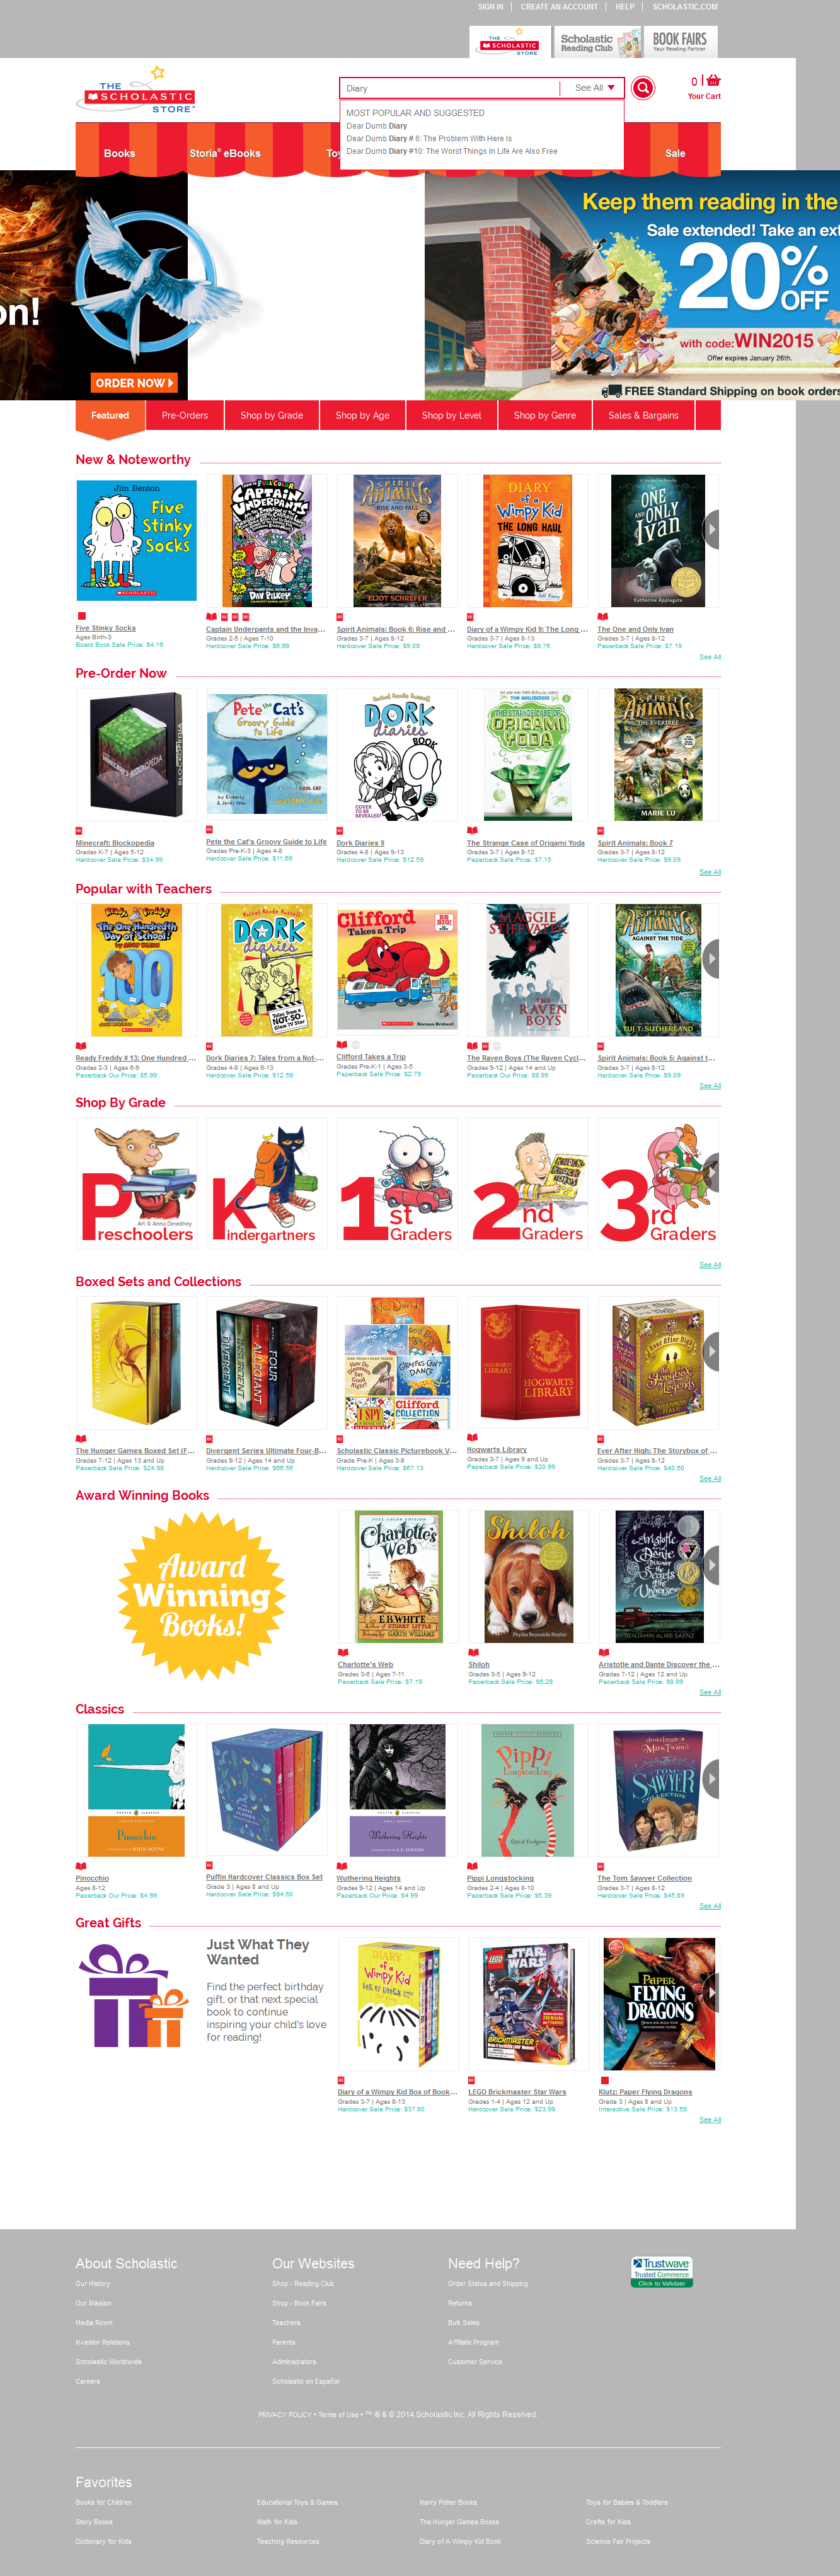 SIGN IN
CREATE AN ACCOUNT
HELP
SCHOLASTIC.COM
THE SCHOLASTIC STORE
Scholastic Reading Club
BOOK FAIRS
Your Reading Partner
THE SCHOLASTIC STORE
Diary
See All
0
Your Cart
MOST POPULAR AND SUGGESTED
Dear Dumb Diary
Dear Dumb Diary # 6: The Problem With Here Is
Dear Dumb Diary #10: The Worst Things In Life Are Also Free
Books
Storia® eBooks
Toy
Sale
on!
ORDER NOW
Keep them reading in the
Sale extended! Take an ext
20% OFF
with code: WIN2015
Offer expires January 26th.
FREE Standard Shipping on book orders
Featured
Pre-Orders
Shop by Grade
Shop by Age
Shop by Level
Shop by Genre
Sales & Bargains
New & Noteworthy
Five Stinky Socks
Ages Birth-3
Board Book Sale Price: $4.19
Captain Underpants and the Inva...
Grades 2-5 | Ages 7-10
Hardcover Sale Price: $6.99
Spirit Animals: Book 6: Rise and ...
Grades 3-7 | Ages 8-12
Hardcover Sale Price: $9.09
Diary of a Wimpy Kid 9: The Long ...
Grades 3-7 | Ages 8-13
Hardcover Sale Price: $9.76
The One and Only Ivan
Grades 3-7 | Ages 8-12
Paperback Sale Price: $7.19
See All
Pre-Order Now
Minecraft: Blockopedia
Grades K-7 | Ages 5-12
Hardcover Sale Price: $34.99
Pete the Cat's Groovy Guide to Life
Grades Pre-K-3 | Ages 4-8
Hardcover Sale Price: $11.69
Dork Diaries 9
Grades 4-8 | Ages 9-13
Hardcover Sale Price: $12.59
The Strange Case of Origami Yoda
Grades 3-7 | Ages 8-12
Paperback Sale Price: $7.15
Spirit Animals: Book 7
Grades 3-7 | Ages 8-12
Hardcover Sale Price: $9.09
See All
Popular with Teachers
Ready Freddy # 13: One Hundred ...
Grades 2-3 | Ages 6-9
Paperback Our Price: $5.99
Dork Diaries 7: Tales from a Not-...
Grades 4-8 | Ages 9-13
Hardcover Sale Price: $12.59
Clifford Takes a Trip
Grades Pre-K-1 | Ages 3-5
Paperback Sale Price: $2.79
The Raven Boys (The Raven Cycl...
Grades 9-12 | Ages 14 and Up
Paperback Our Price: $9.99
Spirit Animals: Book 5: Against t...
Grades 3-7 | Ages 8-12
Hardcover Sale Price: $9.09
See All
Shop By Grade
Preschoolers
Art © Anna Dewdney
Kindergartners
1st Graders
2nd Graders
3rd Graders
See All
Boxed Sets and Collections
The Hunger Games Boxed Set (F...
Grades 7-12 | Ages 13 and Up
Paperback Sale Price: $24.99
Divergent Series Ultimate Four-B...
Grades 9-12 | Ages 14 and Up
Hardcover Sale Price: $66.56
Scholastic Classic Picturebook V...
Grade Pre-K | Ages 3-8
Hardcover Sale Price: $67.13
Hogwarts Library
Grades 3-7 | Ages 9 and Up
Paperback Sale Price: $20.99
Ever After High: The Storybook of ...
Grades 3-7 | Ages 8-12
Hardcover Sale Price: $40.50
See All
Award Winning Books
Award Winning Books!
Charlotte's Web
Grades 3-6 | Ages 7-11
Paperback Sale Price: $7.19
Shiloh
Grades 3-5 | Ages 9-12
Paperback Sale Price: $6.29
Aristotle and Dante Discover the ...
Grades 7-12 | Ages 12 and Up
Paperback Sale Price: $8.99
See All
Classics
Pinocchio
Ages 8-12
Paperback Our Price: $4.99
Puffin Hardcover Classics Box Set
Grade 3 | Ages 8 and Up
Hardcover Sale Price: $94.50
Wuthering Heights
Grades 9-12 | Ages 14 and Up
Paperback Our Price: $4.99
Pippi Longstocking
Grades 2-4 | Ages 8-10
Paperback Sale Price: $5.39
The Tom Sawyer Collection
Grades 3-7 | Ages 8-12
Hardcover Sale Price: $45.89
See All
Great Gifts
Just What They Wanted
Find the perfect birthday
gift, or that next special
book to continue
inspiring your child's love
for reading!
Diary of a Wimpy Kid Box of Book...
Grades 3-7 | Ages 8-13
Hardcover Sale Price: $37.80
LEGO Brickmaster Star Wars
Grades 1-4 | Ages 12 and Up
Hardcover Sale Price: $23.99
Klutz: Paper Flying Dragons
Grade 3 | Ages 8 and Up
Interactive Sale Price: $13.59
See All
About Scholastic
Our History
Our Mission
Media Room
Investor Relations
Scholastic Worldwide
Careers
Our Websites
Shop - Reading Club
Shop - Book Fairs
Teachers
Parents
Administrators
Scholastic en Español
Need Help?
Order Status and Shipping
Returns
Bulk Sales
Affiliate Program
Customer Service
Trustwave
Trusted Commerce
Click to Validate
PRIVACY POLICY • Terms of Use • ™ ® & © 2014 Scholastic Inc. All Rights Reserved.
Favorites
Books for Children
Educational Toys & Games
Harry Potter Books
Toys for Babies & Toddlers
Story Books
Math for Kids
The Hunger Games Books
Crafts for Kids
Dictionary for Kids
Teaching Resources
Diary of A Wimpy Kid Book
Science Fair Projects